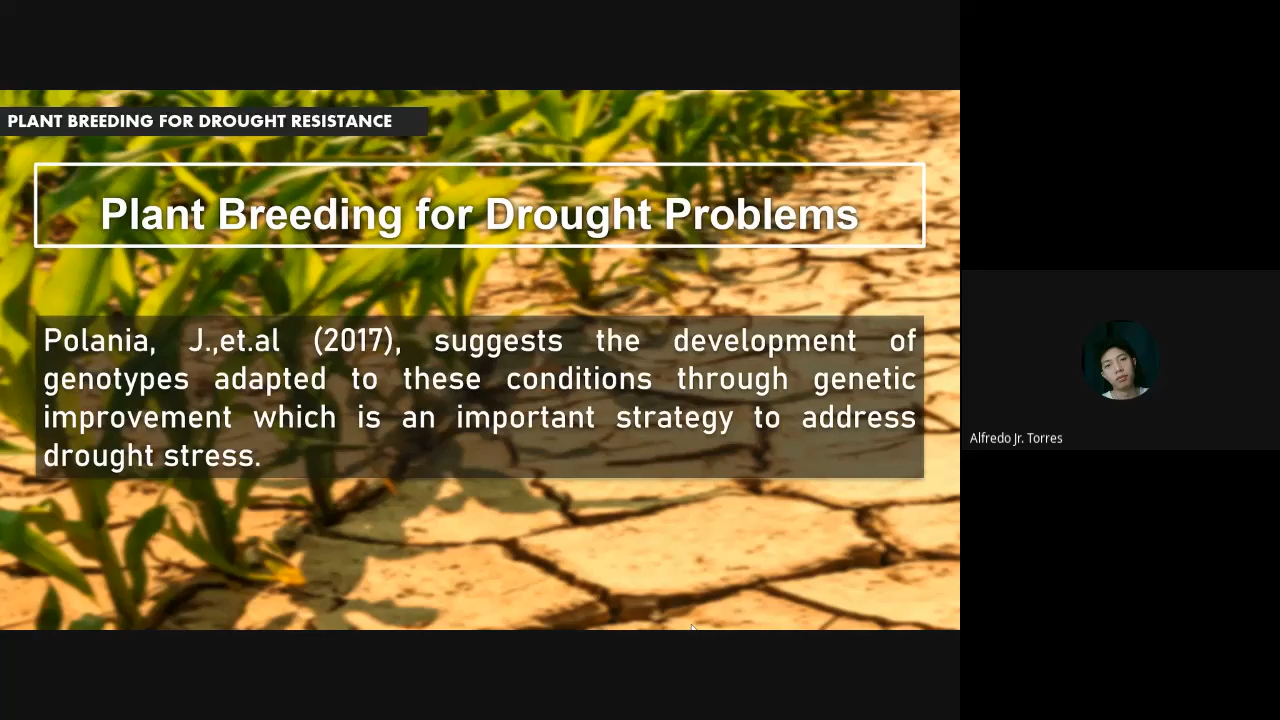 PLANT BREEDING FOR DROUGHT RESISTANCE
Plant Breeding for Drought Problems
Polania, J.,et.al (2017), suggests the development of
genotypes adapted to these conditions through genetic
improvement which is an important strategy to address
drought stress.
Alfredo Jr. Torres